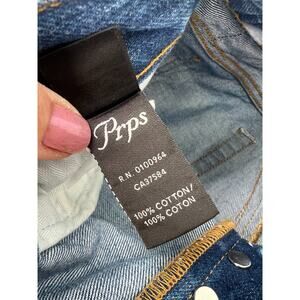 Prps
R.N. 0100964
CA37584
100% COTTON/
100% COTON